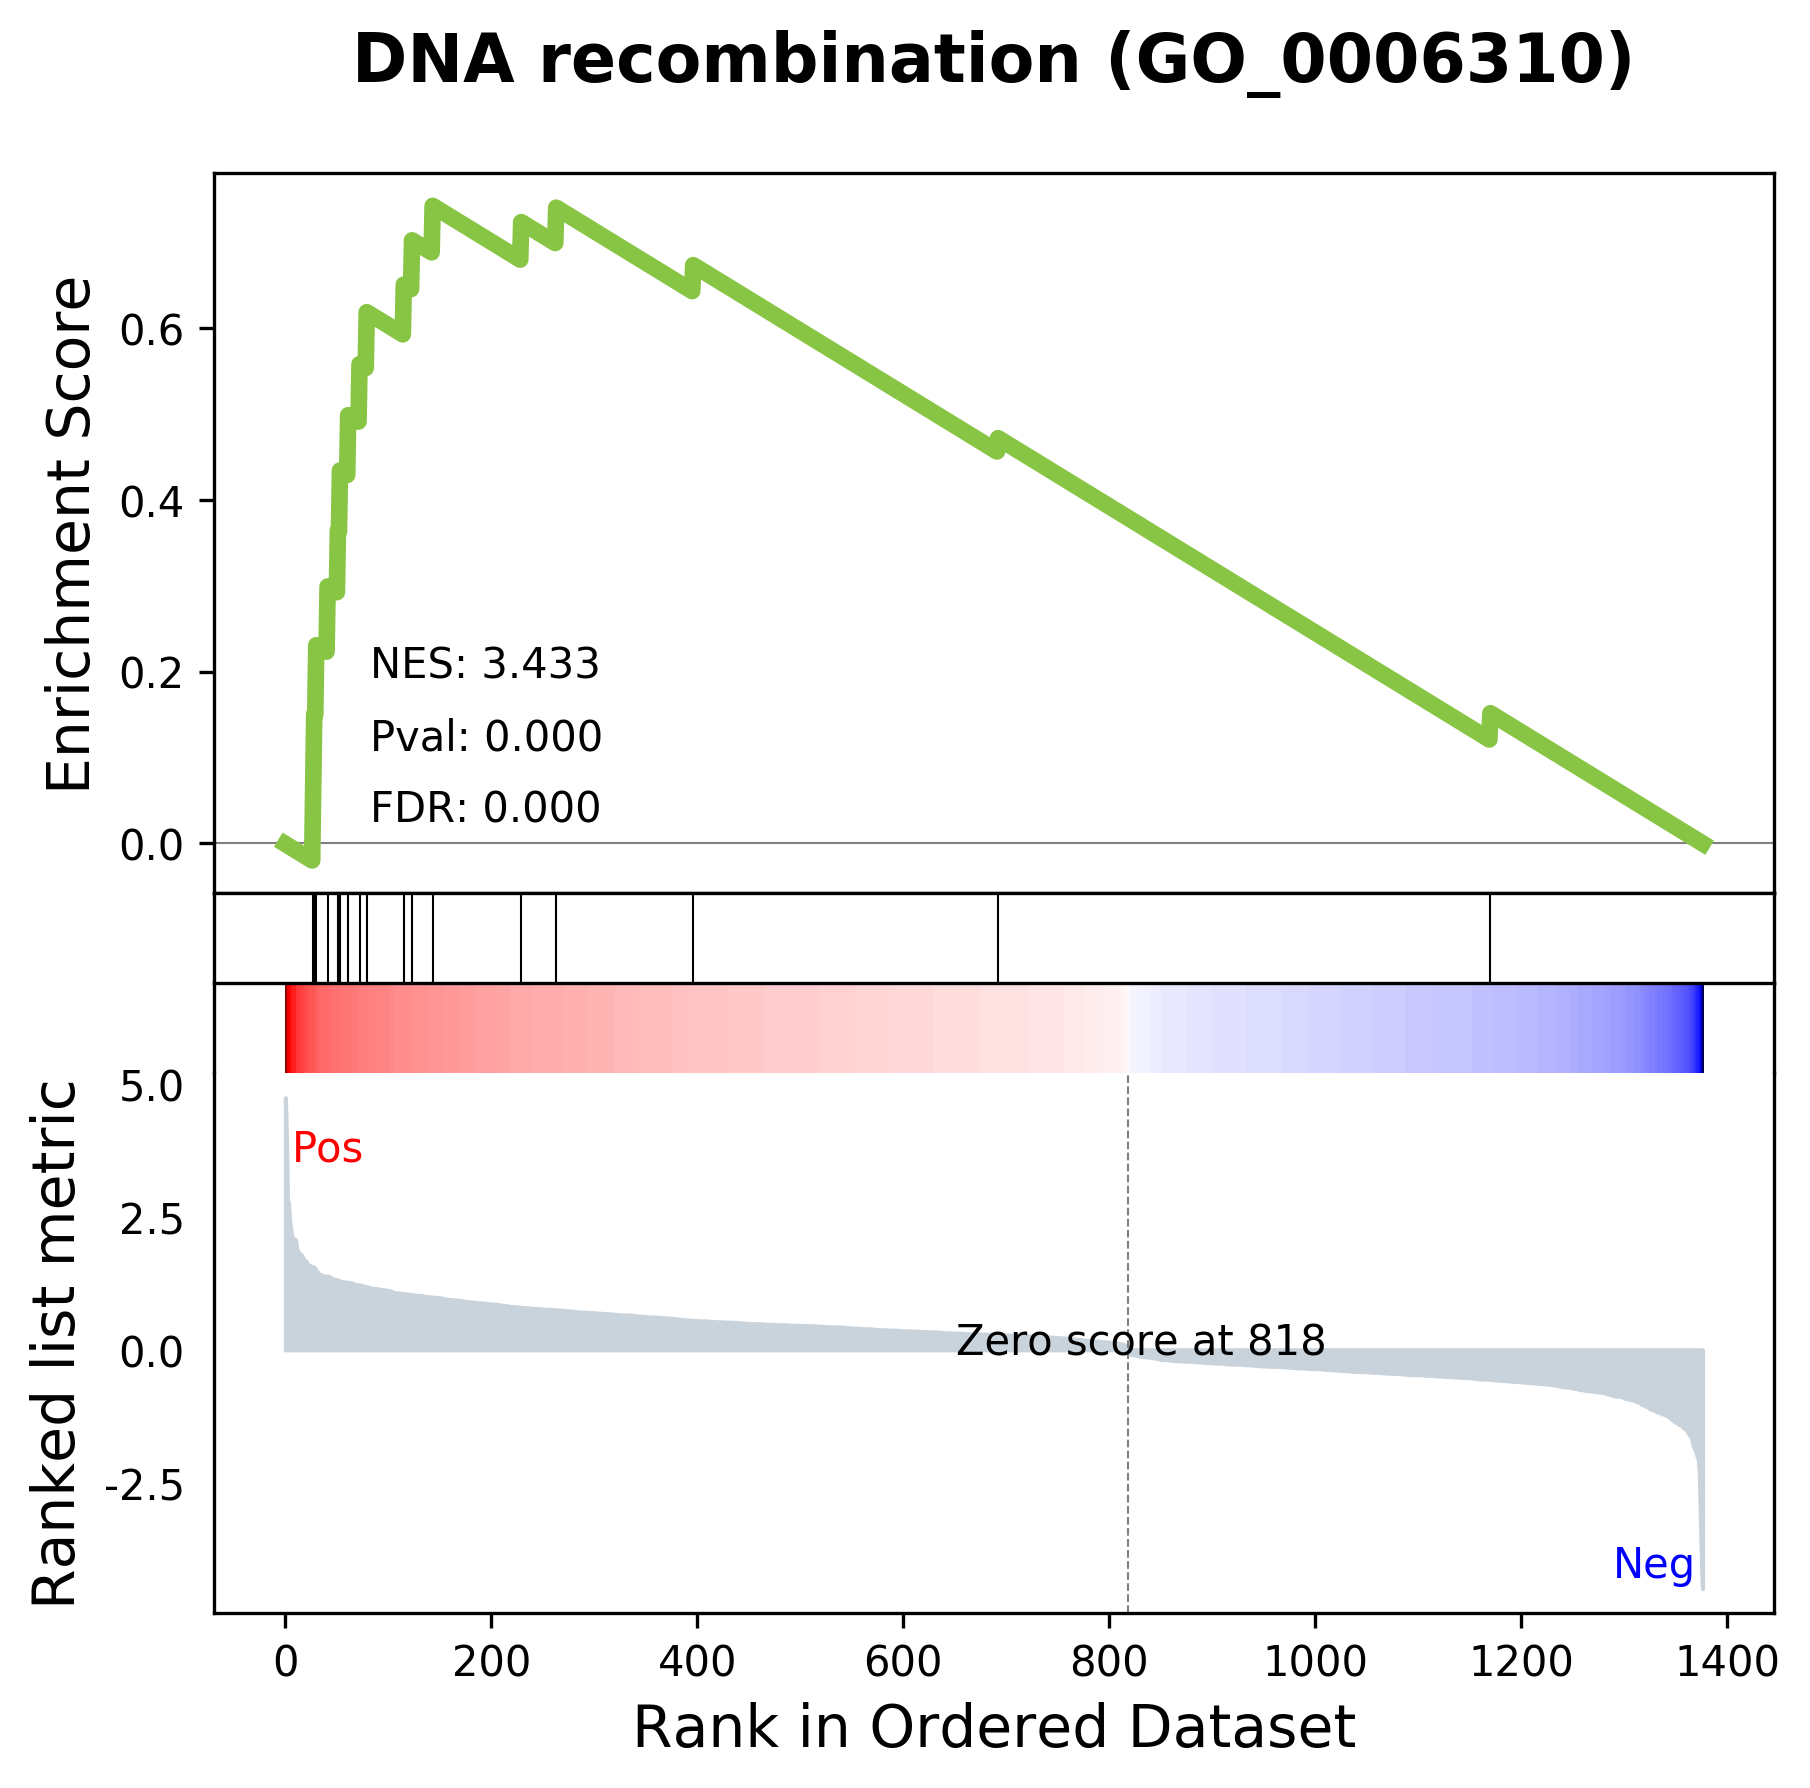 DNA recombination (GO_0006310)
Enrichment Score
0.6
0.4
0.2
0.0
NES: 3.433
Pval: 0.000
FDR: 0.000
Ranked list metric
5.0
2.5
0.0
-2.5
Pos
Zero score at 818
Neg
0 200 400 600 800 1000 1200 1400
Rank in Ordered Dataset